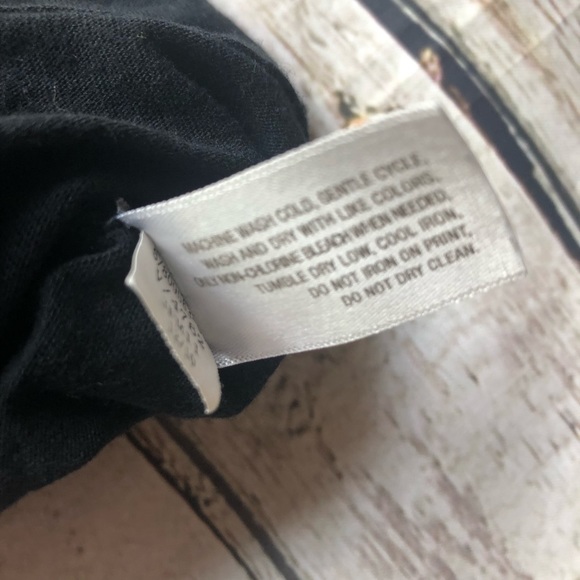 MACHINE WASH COLD, GENTLE CYCLE,
WASH AND DRY WITH LIKE COLORS,
ONLY NON-CHLORINE BLEACH WHEN NEEDED,
TUMBLE DRY LOW, COOL IRON,
DO NOT IRON ON PRINT,
DO NOT DRY CLEAN.